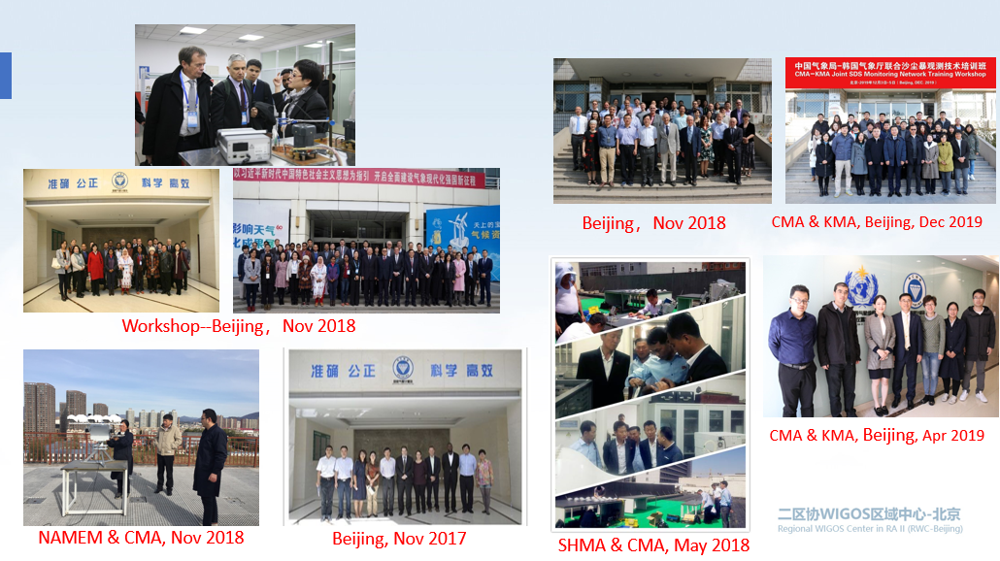 中国气象局-韩国气象厅联合沙尘暴观测技术培训班
CMA-KMA Joint SDS Monitoring Network Training Workshop
准确 公正 科学 高效
以习近平新时代中国特色社会主义思想为指引 开启全面建设气象现代化强国新征程
影响天气
天上的
气候资
Beijing，Nov 2018
CMA & KMA, Beijing, Dec 2019
Workshop--Beijing，Nov 2018
准确 公正 科学 高效
CMA & KMA, Beijing, Apr 2019
NAMEM & CMA, Nov 2018
Beijing, Nov 2017
SHMA & CMA, May 2018
二区协WIGOS区域中心-北京
Regional WIGOS Center in RA II (RWC-Beijing)